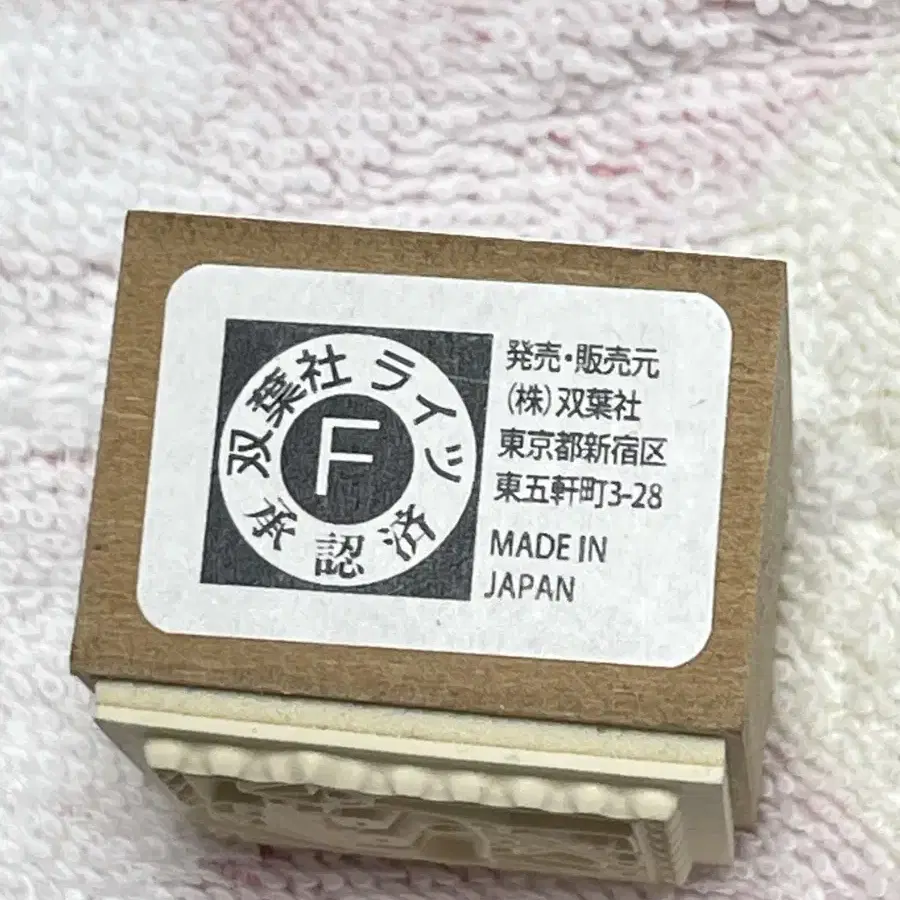 双葉社ライツ
F
承認済
発売・販売元
(株)双葉社
東京都新宿区
東五軒町3-28
MADE IN
JAPAN